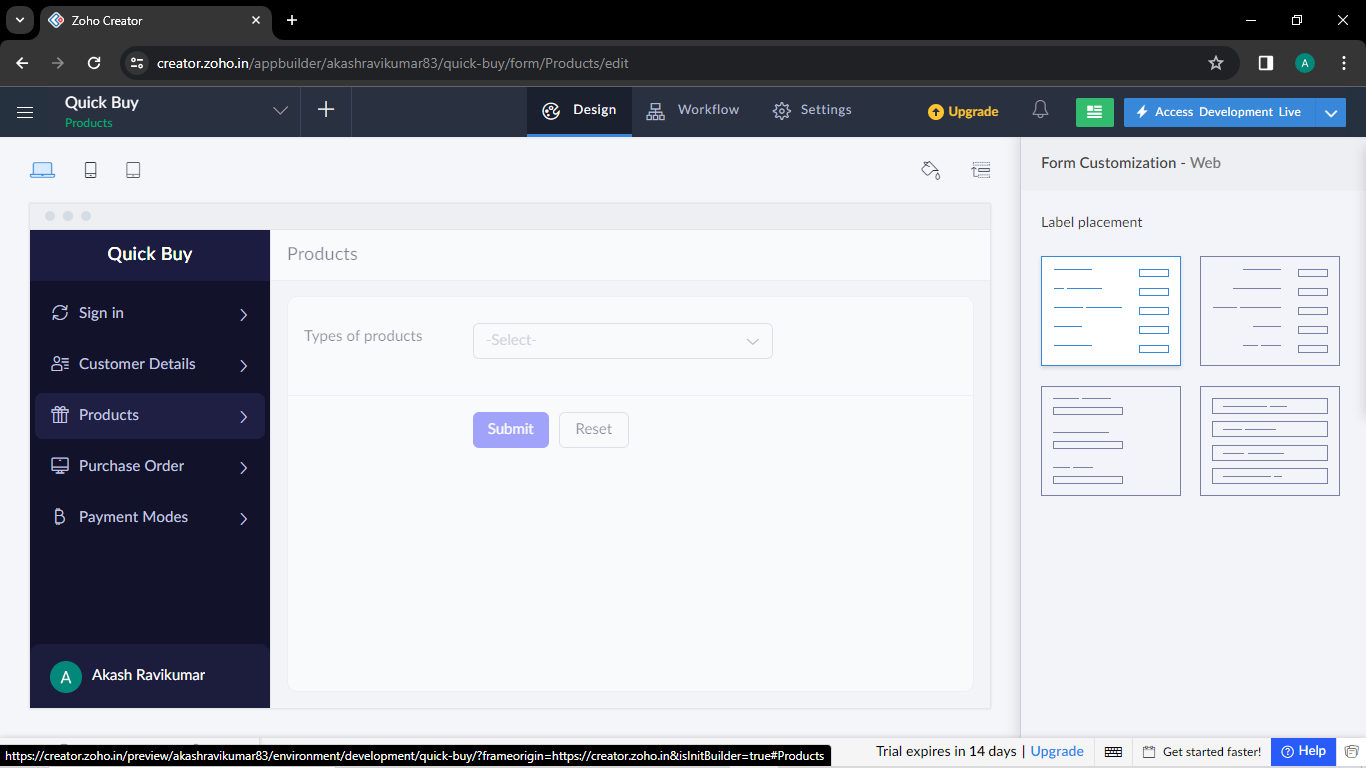 Zoho Creator
creator.zoho.in/appbuilder/akashravikumar83/quick-buy/form/Products/edit
A
Quick Buy
Products
Design
Workflow
Settings
Upgrade
Access Development Live
Form Customization - Web
Label placement
Quick Buy
Products
Sign in
Types of products
-Select-
Customer Details
Products
Submit
Reset
Purchase Order
Payment Modes
A
Akash Ravikumar
https://creator.zoho.in/preview/akashravikumar83/environment/development/quick-buy/?frameorigin=https://creator.zoho.in&isInitBuilder=true#Products
Trial expires in 14 days | Upgrade
Get started faster!
Help